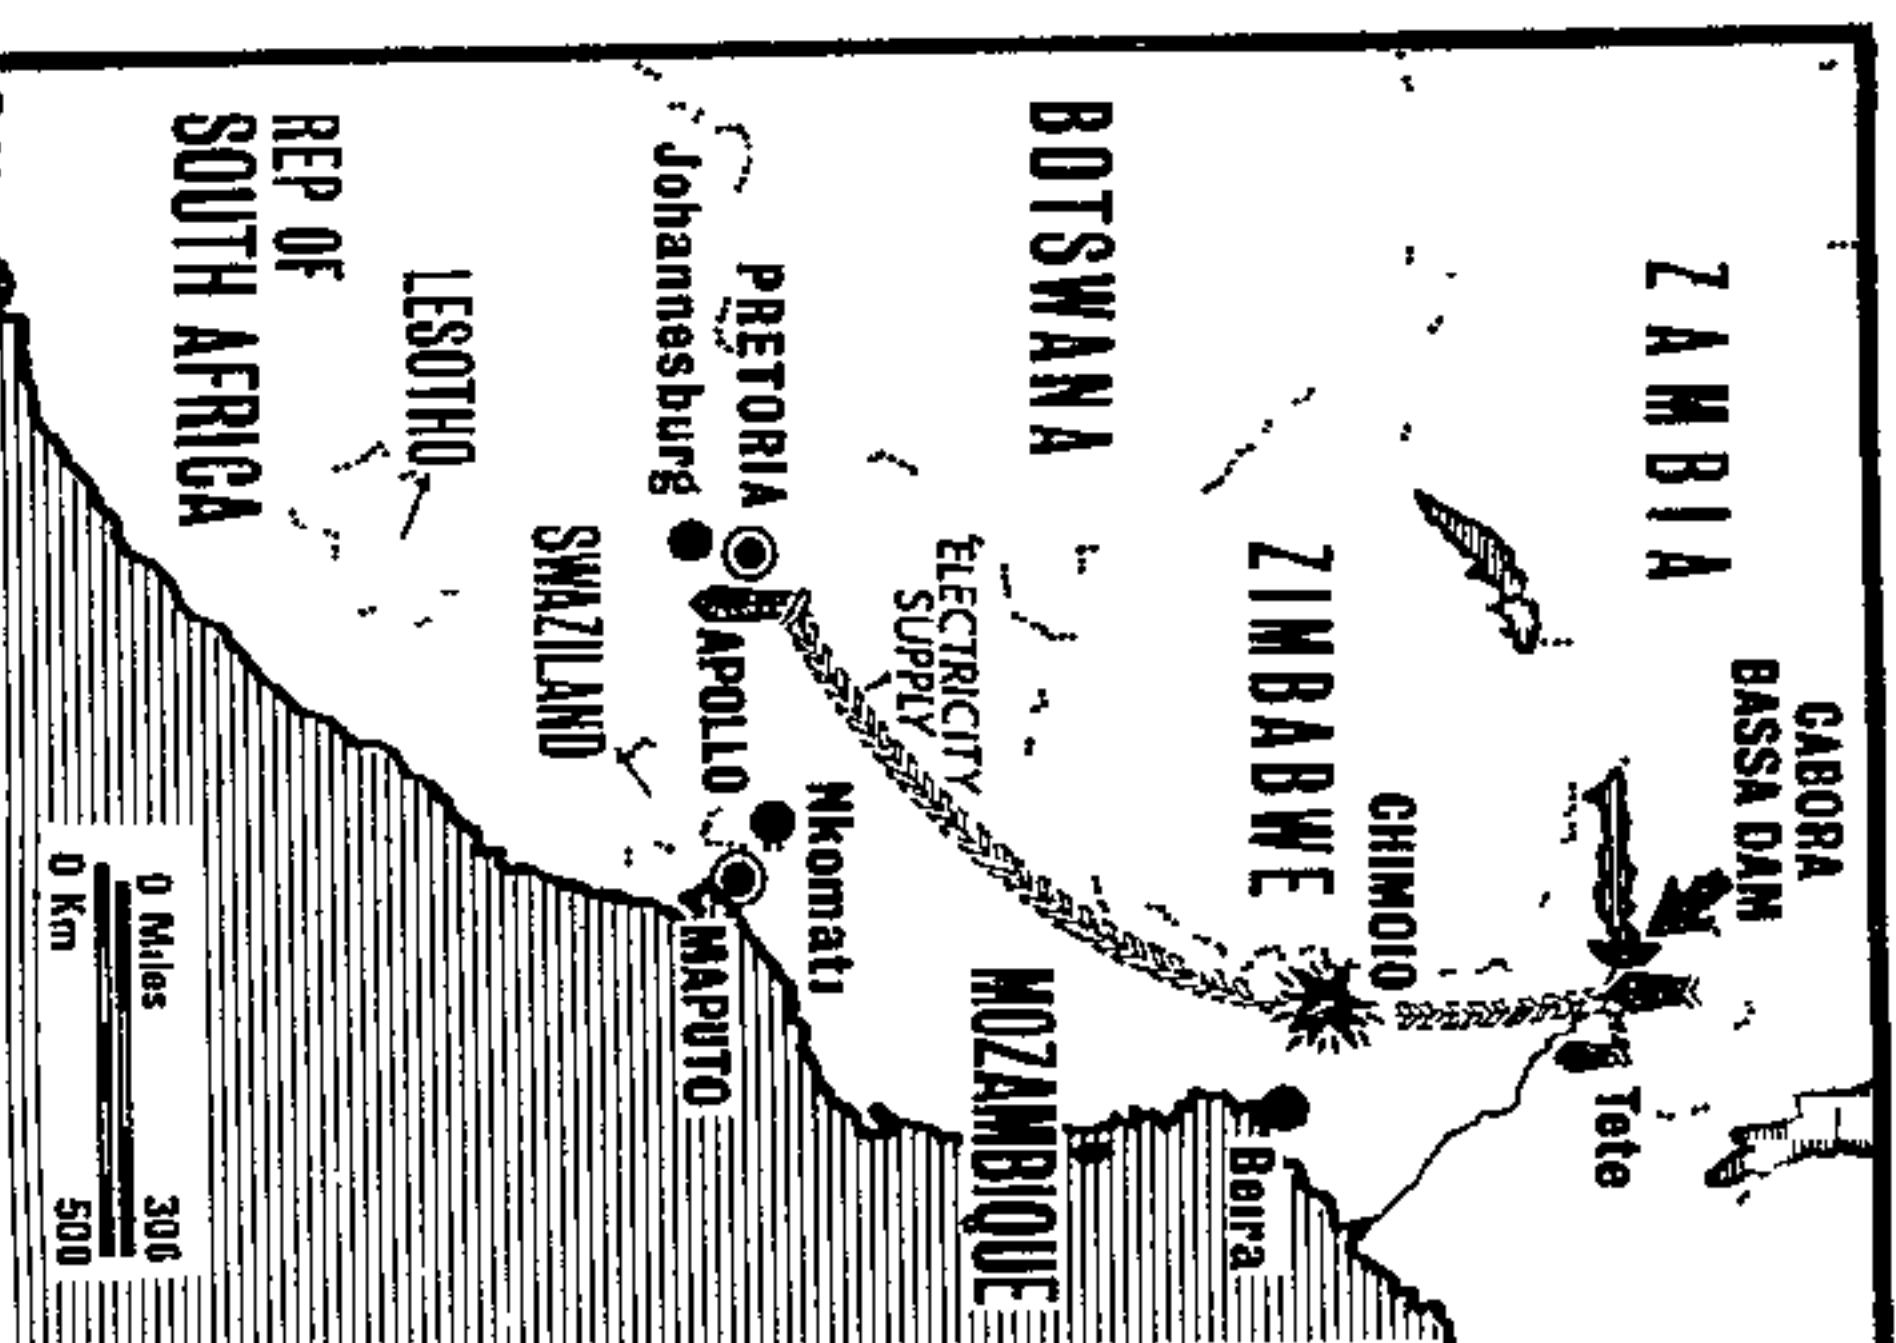 CABORA
BASSA DAM
ZAMBIA
Tete
CHIMOIO
ZIMBABWE
Beira
BOTSWANA
MOZAMBIQUE
ELECTRICITY
SUPPLY
Nkomati
PRETORIA
APOLLO
MAPUTO
Johannesburg
SWAZILAND
LESOTHO
REP OF
SOUTH AFRICA
0 Miles 300
0 Km 500